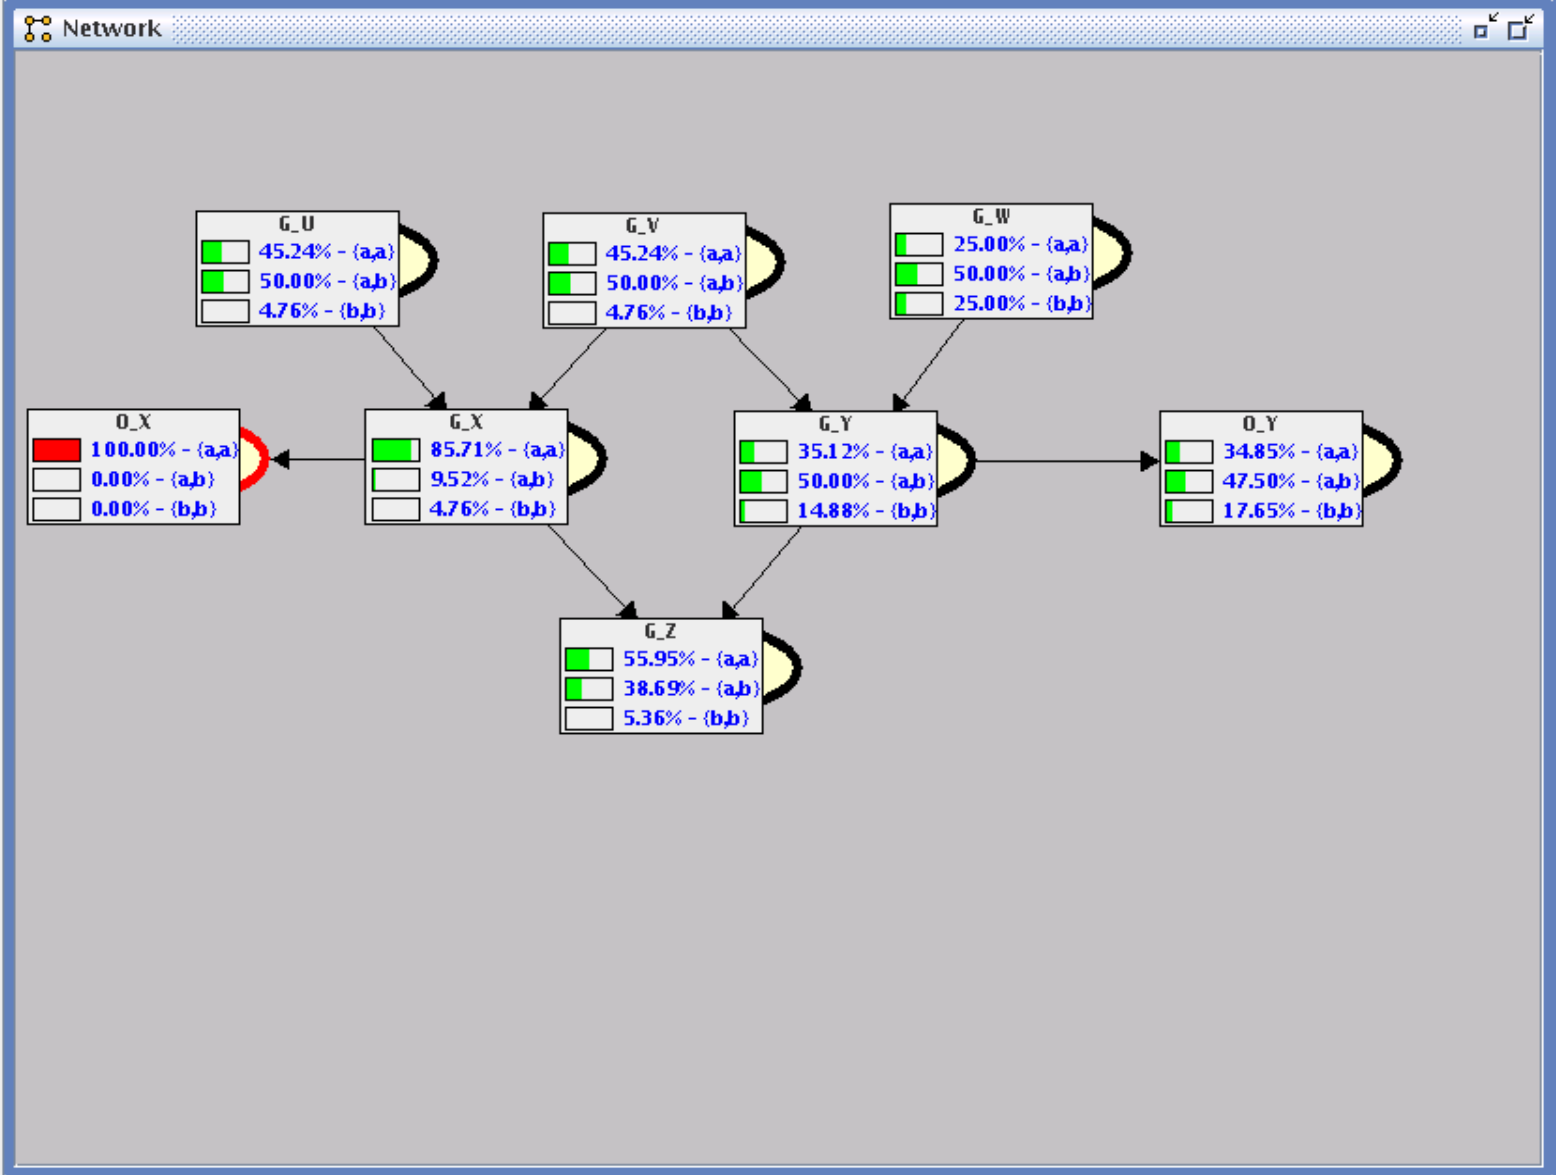 Network
G_U
45.24% - {a,a}
50.00% - {a,b}
4.76% - {b,b}
G_V
45.24% - {a,a}
50.00% - {a,b}
4.76% - {b,b}
G_W
25.00% - {a,a}
50.00% - {a,b}
25.00% - {b,b}
O_X
100.00% - {a,a}
0.00% - {a,b}
0.00% - {b,b}
G_X
85.71% - {a,a}
9.52% - {a,b}
4.76% - {b,b}
G_Y
35.12% - {a,a}
50.00% - {a,b}
14.88% - {b,b}
O_Y
34.85% - {a,a}
47.50% - {a,b}
17.65% - {b,b}
G_Z
55.95% - {a,a}
38.69% - {a,b}
5.36% - {b,b}